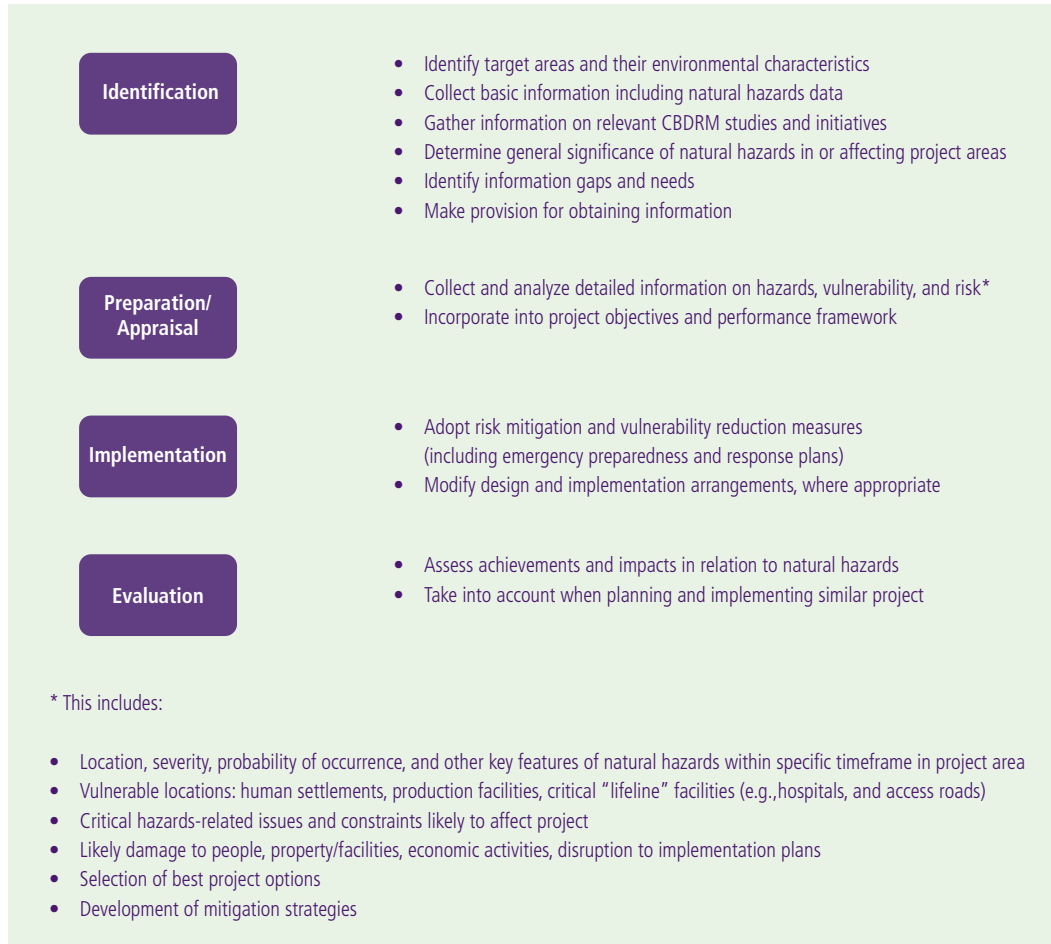 Identification
• Identify target areas and their environmental characteristics
• Collect basic information including natural hazards data
• Gather information on relevant CBDRM studies and initiatives
• Determine general significance of natural hazards in or affecting project areas
• Identify information gaps and needs
• Make provision for obtaining information
Preparation/
Appraisal
• Collect and analyze detailed information on hazards, vulnerability, and risk*
• Incorporate into project objectives and performance framework
Implementation
• Adopt risk mitigation and vulnerability reduction measures
(including emergency preparedness and response plans)
• Modify design and implementation arrangements, where appropriate
Evaluation
• Assess achievements and impacts in relation to natural hazards
• Take into account when planning and implementing similar project
* This includes:
• Location, severity, probability of occurrence, and other key features of natural hazards within specific timeframe in project area
• Vulnerable locations: human settlements, production facilities, critical “lifeline” facilities (e.g.,hospitals, and access roads)
• Critical hazards-related issues and constraints likely to affect project
• Likely damage to people, property/facilities, economic activities, disruption to implementation plans
• Selection of best project options
• Development of mitigation strategies